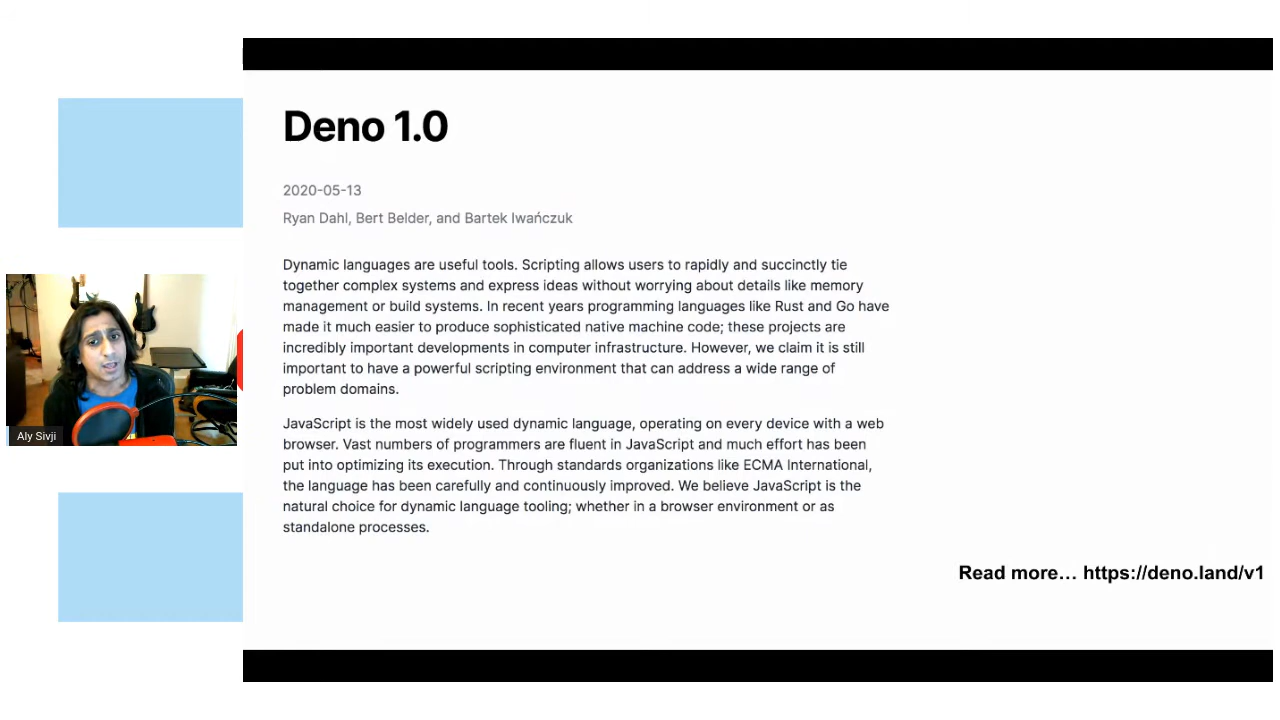 Deno 1.0
2020-05-13
Ryan Dahl, Bert Belder, and Bartek Iwańczuk
Dynamic languages are useful tools. Scripting allows users to rapidly and succinctly tie
together complex systems and express ideas without worrying about details like memory
management or build systems. In recent years programming languages like Rust and Go have
made it much easier to produce sophisticated native machine code; these projects are
incredibly important developments in computer infrastructure. However, we claim it is still
important to have a powerful scripting environment that can address a wide range of
problem domains.
JavaScript is the most widely used dynamic language, operating on every device with a web
browser. Vast numbers of programmers are fluent in JavaScript and much effort has been
put into optimizing its execution. Through standards organizations like ECMA International,
the language has been carefully and continuously improved. We believe JavaScript is the
natural choice for dynamic language tooling; whether in a browser environment or as
standalone processes.
Read more… https://deno.land/v1
Aly Sivji